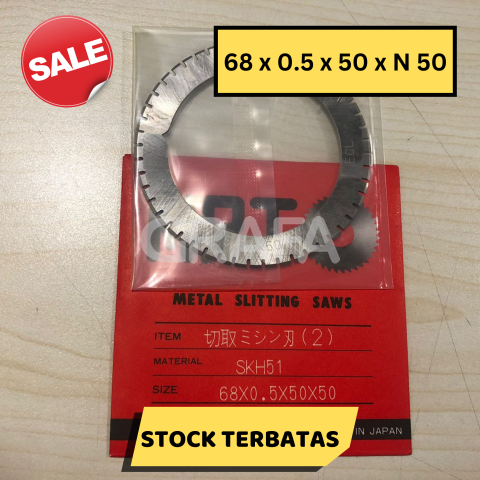 SALE
68 x 0.5 x 50 x N 50
GRAFA
METAL SLITTING SAWS
ITEM 切取ミシン刃(2)
MATERIAL SKH51
SIZE 68X0.5X50X50
STOCK TERBATAS
IN JAPAN